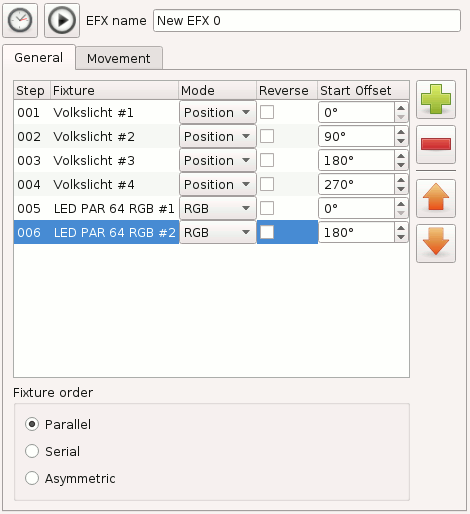 EFX name New EFX 0
General Movement
Step Fixture Mode Reverse Start Offset
001 Volkslicht #1 Position 0°
002 Volkslicht #2 Position 90°
003 Volkslicht #3 Position 180°
004 Volkslicht #4 Position 270°
005 LED PAR 64 RGB #1 RGB 0°
006 LED PAR 64 RGB #2 RGB 180°
Fixture order
Parallel
Serial
Asymmetric